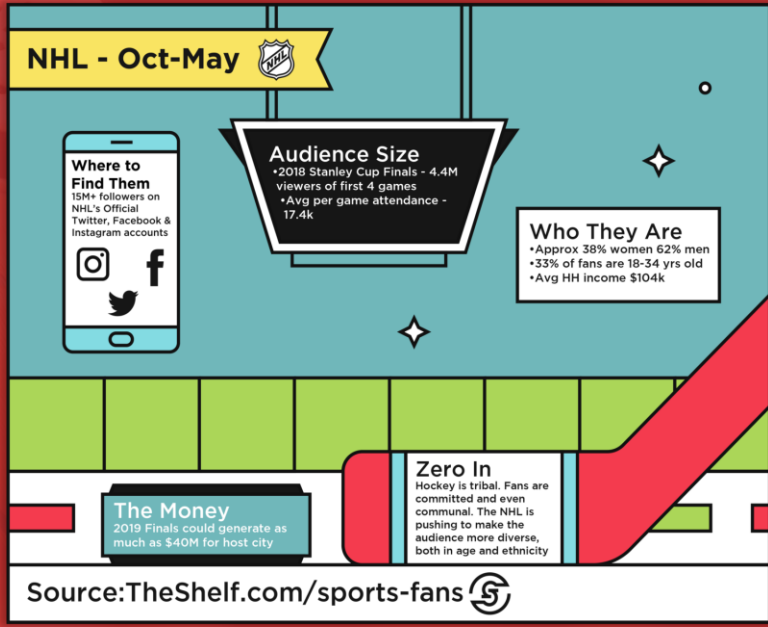 NHL - Oct-May
NHL
Where to
Find Them
15M+ followers on
NHL's Official
Twitter, Facebook &
Instagram accounts
Audience Size
•2018 Stanley Cup Finals - 4.4M
viewers of first 4 games
•Avg per game attendance -
17.4k
Who They Are
•Approx 38% women 62% men
•33% of fans are 18-34 yrs old
•Avg HH income $104k
The Money
2019 Finals could generate as
much as $40M for host city
Zero In
Hockey is tribal. Fans are
committed and even
communal. The NHL is
pushing to make the
audience more diverse,
both in age and ethnicity
Source:TheShelf.com/sports-fans